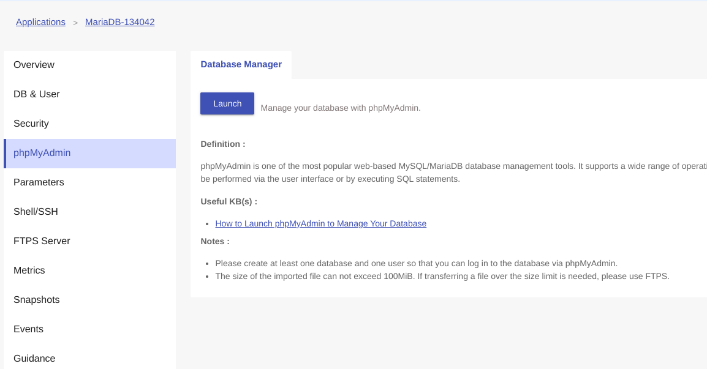 Applications > MariaDB-134042
Overview
DB & User
Security
phpMyAdmin
Parameters
Shell/SSH
FTPS Server
Metrics
Snapshots
Events
Guidance
Database Manager
Launch Manage your database with phpMyAdmin.
Definition :
phpMyAdmin is one of the most popular web-based MySQL/MariaDB database management tools. It supports a wide range of operati
be performed via the user interface or by executing SQL statements.
Useful KB(s) :
• How to Launch phpMyAdmin to Manage Your Database
Notes :
• Please create at least one database and one user so that you can log in to the database via phpMyAdmin.
• The size of the imported file can not exceed 100MiB. If transferring a file over the size limit is needed, please use FTPS.